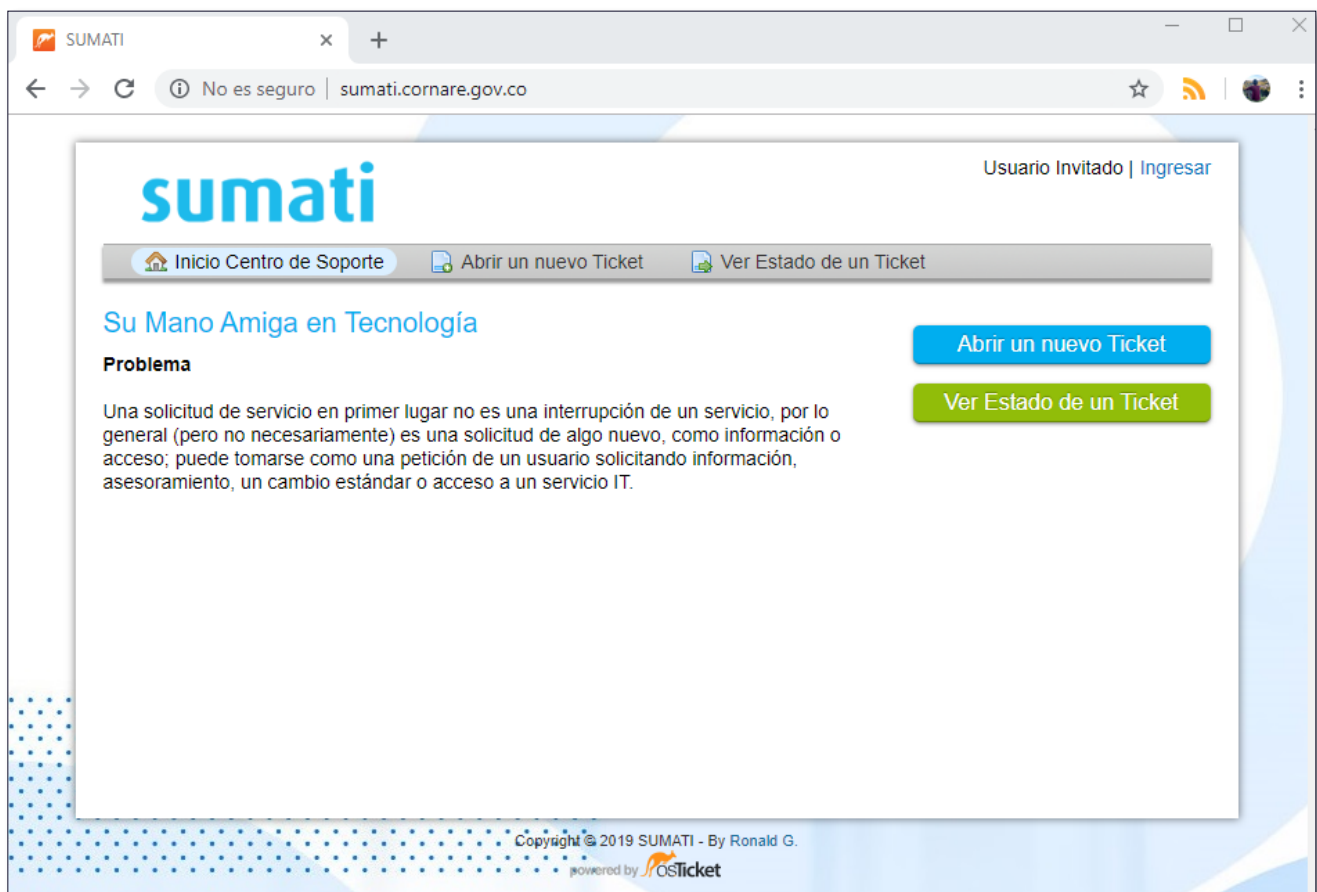 SUMATI
No es seguro | sumati.cornare.gov.co
sumati
Usuario Invitado | Ingresar
Inicio Centro de Soporte Abrir un nuevo Ticket Ver Estado de un Ticket
Su Mano Amiga en Tecnología
Abrir un nuevo Ticket
Problema
Ver Estado de un Ticket
Una solicitud de servicio en primer lugar no es una interrupción de un servicio, por lo
general (pero no necesariamente) es una solicitud de algo nuevo, como información o
acceso; puede tomarse como una petición de un usuario solicitando información,
asesoramiento, un cambio estándar o acceso a un servicio IT.
Copyright © 2019 SUMATI - By Ronald G.
powered by osTicket